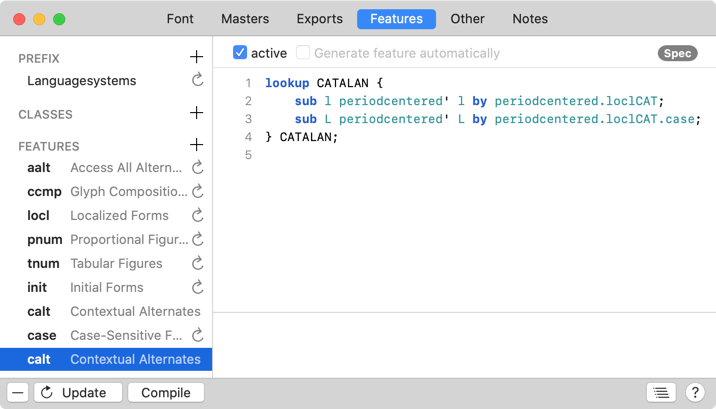 Font Masters Exports Features Other Notes
PREFIX
Languagesystems
CLASSES
FEATURES
aalt Access All Altern...
ccmp Glyph Compositio...
locl Localized Forms
pnum Proportional Figur...
tnum Tabular Figures
init Initial Forms
calt Contextual Alternates
case Case-Sensitive F...
calt Contextual Alternates
active Generate feature automatically Spec
1 lookup CATALAN {
2 sub l periodcentered' l by periodcentered.loclCAT;
3 sub L periodcentered' L by periodcentered.loclCAT.case;
4 } CATALAN;
5
Update Compile ?